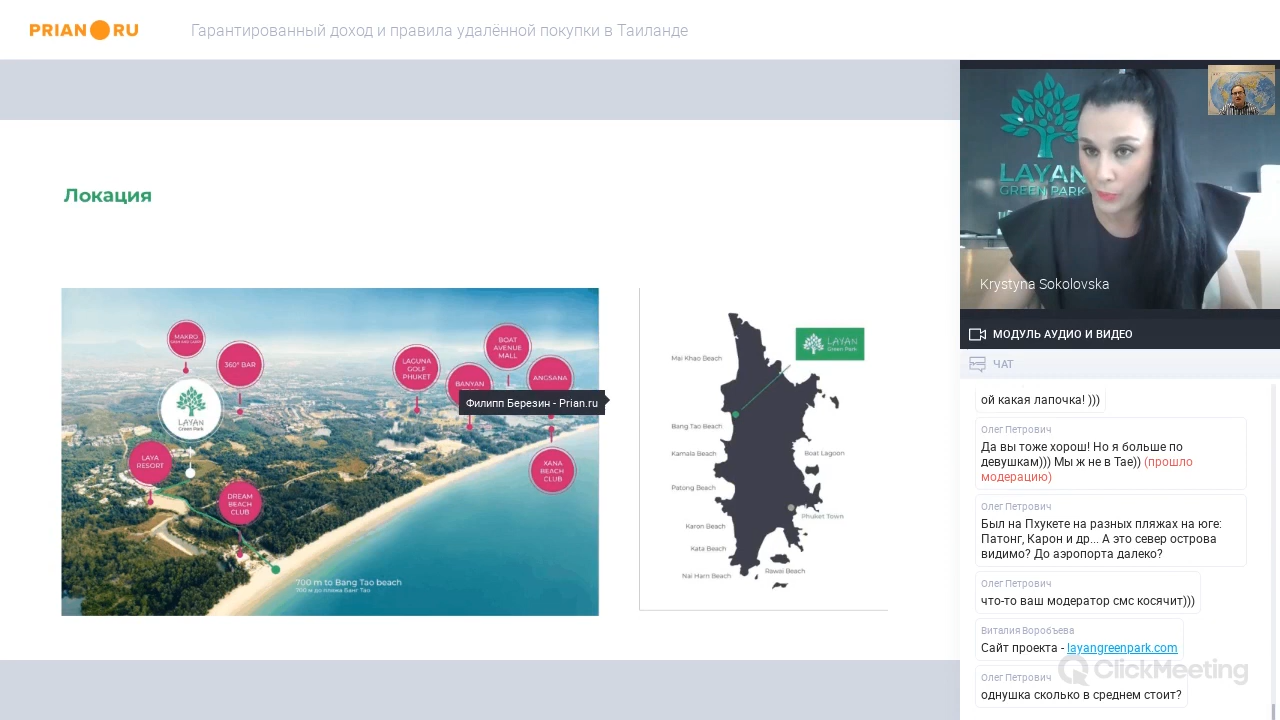 PRIAN RU
Гарантированный доход и правила удалённой покупки в Таиланде
Локация
MAKRO
360° BAR
LAYAN
Green Park
LAYA
RESORT
DREAM
BEACH
CLUB
LAGUNA
GOLF
PHUKET
BANYAN
BOAT
AVENUE
MALL
ANGSANA
XANA
BEACH
CLUB
Филипп Березин - Prian.ru
700 m to Bang Tao beach
700 м до пляжа Банг Тао
LAYAN
Green Park
Mai Khao Beach
Bang Tao Beach
Kamala Beach
Boat Lagoon
Patong Beach
Phuket Town
Karon Beach
Kata Beach
Rawai Beach
Nai Harn Beach
LAYAN
GREEN PARK
Krystyna Sokolovska
МОДУЛЬ АУДИО И ВИДЕО
ЧАТ
ой какая лапочка! )))
Олег Петрович
Да вы тоже хорош! Но я больше по
девушкам))) Мы ж не в Тае)) (прошло
модерацию)
Олег Петрович
Был на Пхукете на разных пляжах на юге:
Патонг, Карон и др... А это север острова
видимо? До аэропорта далеко?
Олег Петрович
что-то ваш модератор смс косячит)))
Виталия Воробъева
Сайт проекта - layangreenpark.com
ClickMeeting
Олег Петрович
однушка сколько в среднем стоит?